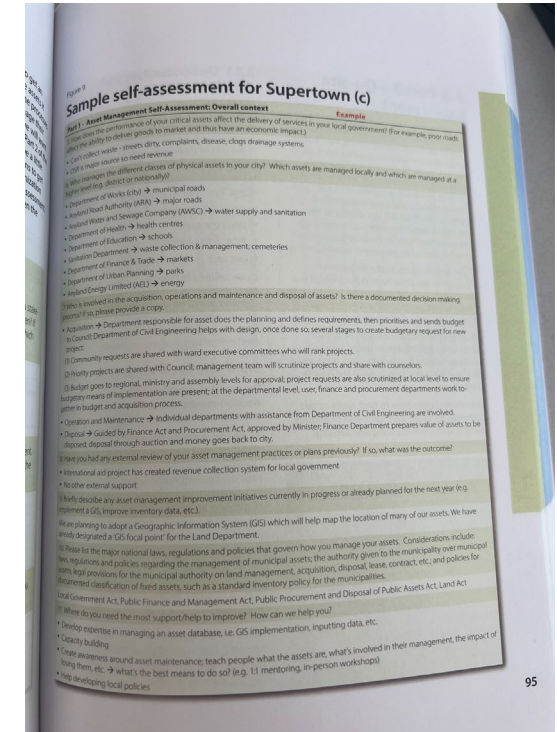 Figure 9
Sample self-assessment for Supertown (c)
Part 1 - Asset Management Self-Assessment: Overall context
Example
How does the performance of your critical assets affect the delivery of services in your local government? (For example, poor roads
affect the ability to deliver goods to market and thus have an economic impact.)
• Can't collect waste - streets dirty, complaints, disease, clogs drainage systems
major source so need revenue
Who manages the different classes of physical assets in your city? Which assets are managed locally and which are managed at a
higher level (e.g. district or nationally)?
• Department of Works (city) → municipal roads
• Anyland Road Authority (ARA) → major roads
• Anyland Water and Sewage Company (AWSC) → water supply and sanitation
• Department of Health → health centres
• Department of Education → schools
• Sanitation Department → waste collection & management; cemeteries
• Department of Finance & Trade → markets
• Department of Urban Planning → parks
• Anyland Energy Limited (AEL) → energy
Who is involved in the acquisition, operations and maintenance and disposal of assets? Is there a documented decision making
process? If so, please provide a copy.
• Acquisition → Department responsible for asset does the planning and defines requirements, then prioritises and sends budget
to Council; Department of Civil Engineering helps with design, once done so; several stages to create budgetary request for new
project:
(1) Community requests are shared with ward executive committees who will rank projects.
(2) Priority projects are shared with Council; management team will scrutinize projects and share with counselors.
(3) Budget goes to regional, ministry and assembly levels for approval; project requests are also scrutinized at local level to ensure
budgetary means of implementation are present; at the departmental level, user, finance and procurement departments work to-
gether in budget and acquisition process.
• Operation and Maintenance → Individual departments with assistance from Department of Civil Engineering are involved.
• Disposal → Guided by Finance Act and Procurement Act, approved by Minister; Finance Department prepares value of assets to be
disposed; disposal through auction and money goes back to city.
Have you had any external review of your asset management practices or plans previously? If so, what was the outcome?
• International aid project has created revenue collection system for local government
• No other external support
Briefly describe any asset management improvement initiatives currently in progress or already planned for the next year (e.g.
implement a GIS, improve inventory data, etc.).
We are planning to adopt a Geographic Information System (GIS) which will help map the location of many of our assets. We have
already designated a 'GIS focal point' for the Land Department.
Please list the major national laws, regulations and policies that govern how you manage your assets. Considerations include
laws, regulations and policies regarding the management of municipal assets; the authority given to the municipality over municipal
assets; legal provisions for the municipal authority on land management, acquisition, disposal, lease, contract, etc.; and policies for
documented classification of fixed assets, such as a standard inventory policy for the municipalities.
Local Government Act, Public Finance and Management Act, Public Procurement and Disposal of Public Assets Act, Land Act
Where do you need the most support/help to improve? How can we help you?
• Develop expertise in managing an asset database, i.e. GIS implementation, inputting data, etc.
• Capacity building
• Create awareness around asset maintenance; teach people what the assets are, what's involved in their management, the impact of
losing them, etc. → what's the best means to do so? (e.g. 1:1 mentoring, in-person workshops)
• Help developing local policies
95